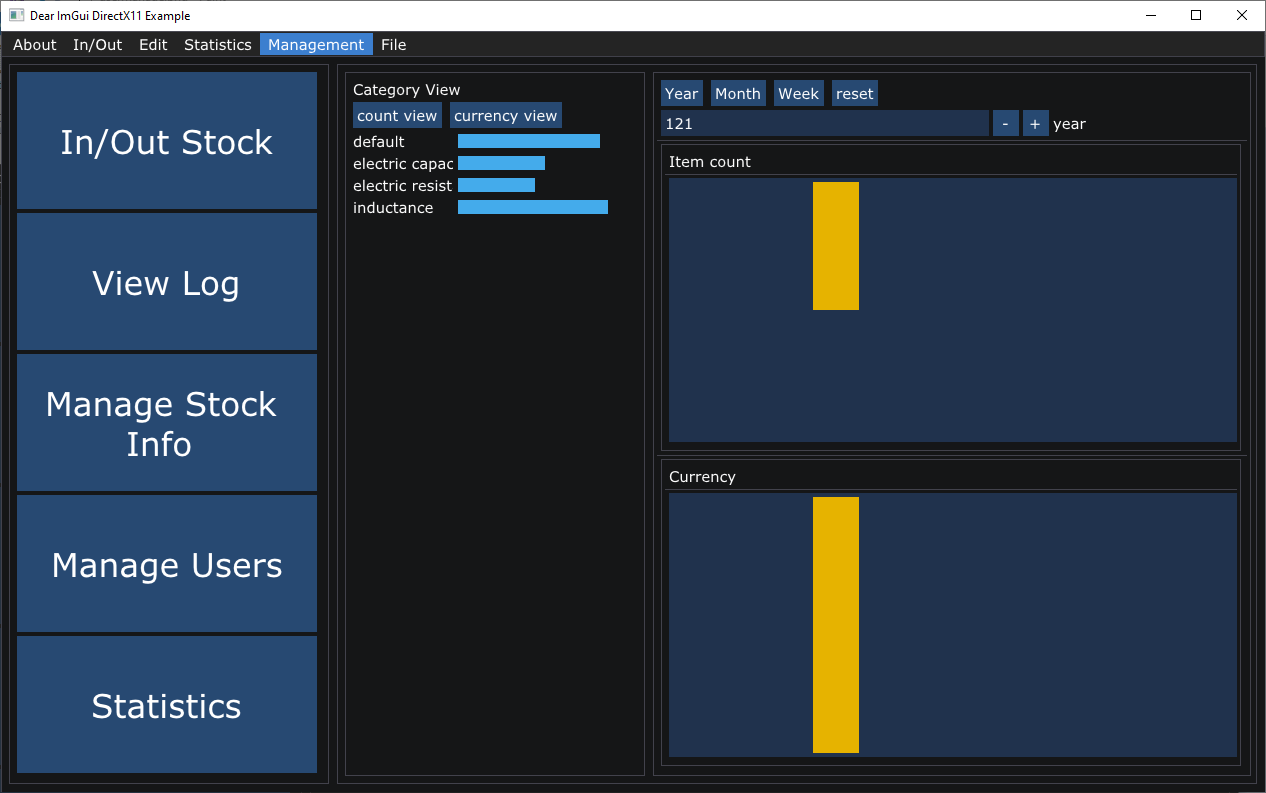 Dear ImGui DirectX11 Example
About In/Out Edit Statistics Management File
In/Out Stock
View Log
Manage Stock
Info
Manage Users
Statistics
Category View
count view currency view
default
electric capac
electric resist
inductance
Year Month Week reset
121 - + year
Item count
Currency